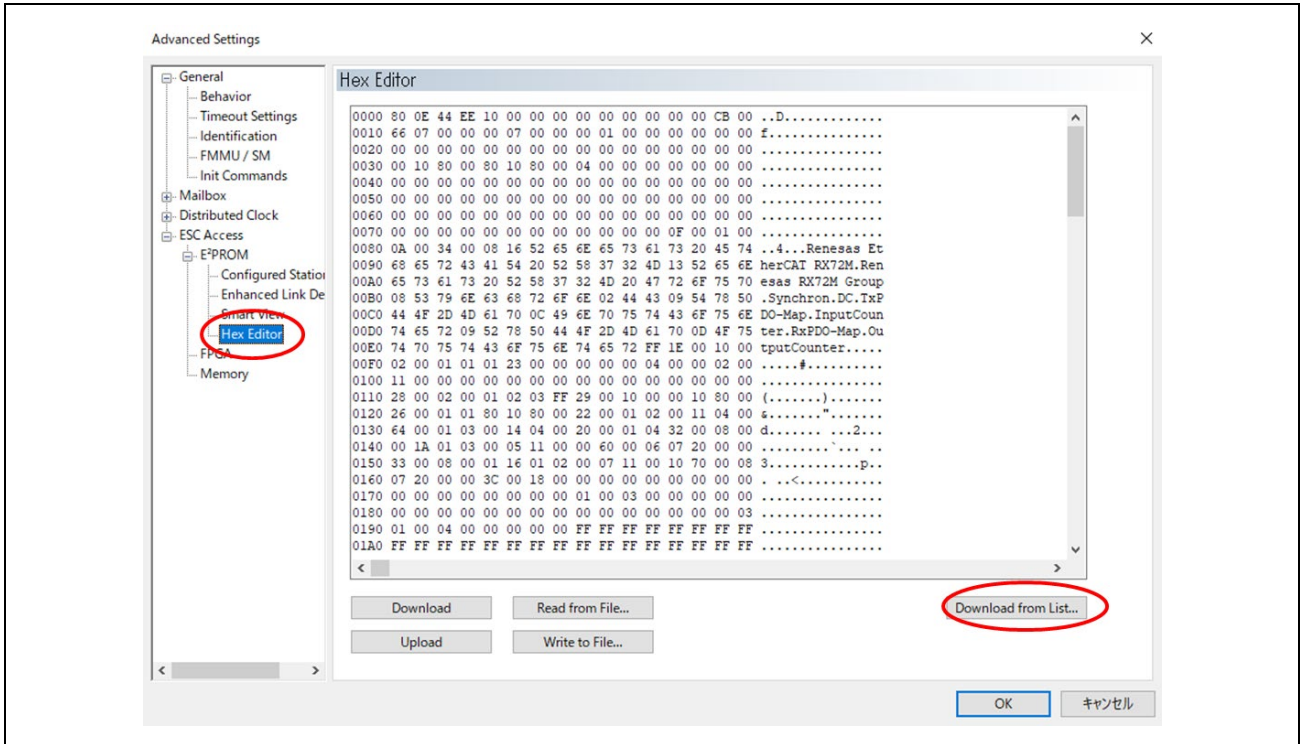 Advanced Settings
General
Behavior
Timeout Settings
Identification
FMMU / SM
Init Commands
Mailbox
Distributed Clock
ESC Access
E²PROM
Configured Station
Enhanced Link De
Smart View
Hex Editor
FPGA
Memory
Hex Editor
0000 80 0E 44 EE 10 00 00 00 00 00 00 00 00 00 CB 00 ..D.............
0010 66 07 00 00 00 07 00 00 00 01 00 00 00 00 00 00 f...............
0020 00 00 00 00 00 00 00 00 00 00 00 00 00 00 00 00 ................
0030 00 10 80 00 80 10 80 00 04 00 00 00 00 00 00 00 ................
0040 00 00 00 00 00 00 00 00 00 00 00 00 00 00 00 00 ................
0050 00 00 00 00 00 00 00 00 00 00 00 00 00 00 00 00 ................
0060 00 00 00 00 00 00 00 00 00 00 00 00 00 00 00 00 ................
0070 00 00 00 00 00 00 00 00 00 00 00 00 0F 00 01 00 ................
0080 0A 00 34 00 08 16 52 65 6E 65 73 61 73 20 45 74 ..4...Renesas Et
0090 68 65 72 43 41 54 20 52 58 37 32 4D 13 52 65 6E herCAT RX72M.Ren
00A0 65 73 61 73 20 52 58 37 32 4D 20 47 72 6F 75 70 esas RX72M Group
00B0 08 53 79 6E 63 68 72 6F 6E 02 44 43 09 54 78 50 .Synchron.DC.TxP
00C0 44 4F 2D 4D 61 70 0C 49 6E 70 75 74 43 6F 75 6E DO-Map.InputCoun
00D0 74 65 72 09 52 78 50 44 4F 2D 4D 61 70 0D 4F 75 ter.RxPDO-Map.Ou
00E0 74 70 75 74 43 6F 75 6E 74 65 72 FF 1E 00 10 00 tputCounter.....
00F0 02 00 01 01 01 23 00 00 00 00 00 04 00 00 02 00 .....#..........
0100 11 00 00 00 00 00 00 00 00 00 00 00 00 00 00 00 ................
0110 28 00 02 00 01 02 03 FF 29 00 10 00 00 10 80 00 (.......).......
0120 26 00 01 01 80 10 80 00 22 00 01 02 00 11 04 00 &.......".......
0130 64 00 01 03 00 14 04 00 20 00 01 04 32 00 08 00 d....... ...2...
0140 00 1A 01 03 00 05 11 00 00 60 00 06 07 20 00 00 .........`... ..
0150 33 00 08 00 01 16 01 02 00 07 11 00 10 70 00 08 3............p..
0160 07 20 00 00 3C 00 18 00 00 00 00 00 00 00 00 00 . ..<...........
0170 00 00 00 00 00 00 00 00 01 00 03 00 00 00 00 00 ................
0180 00 00 00 00 00 00 00 00 00 00 00 00 00 00 00 03 ................
0190 01 00 04 00 00 00 00 00 FF FF FF FF FF FF FF FF ................
01A0 FF FF FF FF FF FF FF FF FF FF FF FF FF FF FF FF ................
Download
Read from File...
Download from List...
Upload
Write to File...
OK
キャンセル